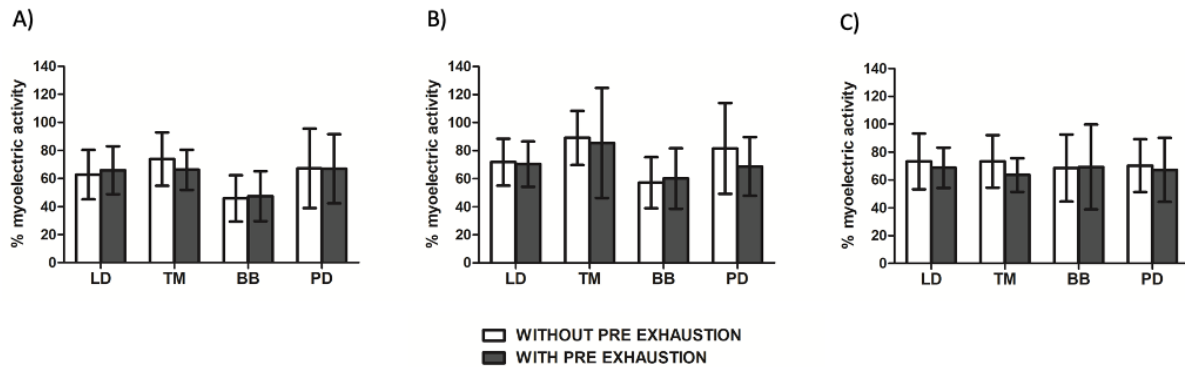 A)
% myoelectric activity
140
120
100
80
60
40
20
0
LD TM BB PD
B)
% myoelectric activity
140
120
100
80
60
40
20
0
LD TM BB PD
C)
% myoelectric activity
140
120
100
80
60
40
20
0
LD TM BB PD
WITHOUT PRE EXHAUSTION
WITH PRE EXHAUSTION